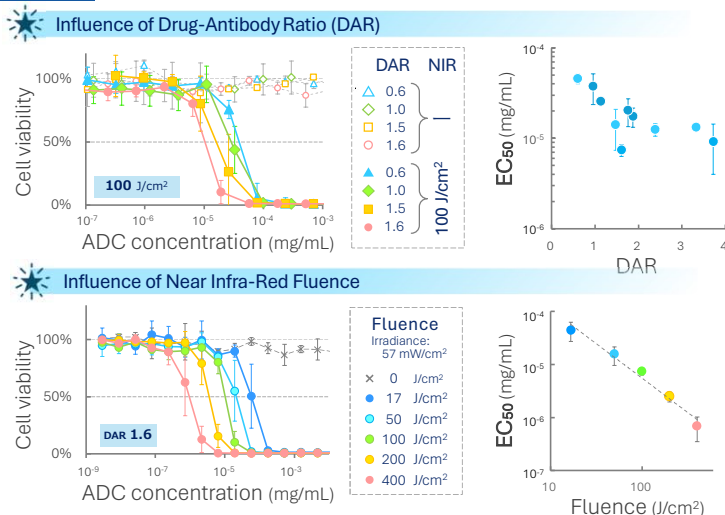 Influence of Drug-Antibody Ratio (DAR)
Cell viability
100%
50%
0%
100 J/cm²
10⁻⁷ 10⁻⁶ 10⁻⁵ 10⁻⁴ 10⁻³
ADC concentration (mg/mL)
DAR NIR
0.6
1.0
1.5
1.6
0.6
1.0
1.5
1.6
100 J/cm²
EC50 (mg/mL)
10⁻⁴
10⁻⁵
10⁻⁶
0 1 2 3 4
DAR
Influence of Near Infra-Red Fluence
Cell viability
100%
50%
0%
DAR 1.6
10⁻⁹ 10⁻⁷ 10⁻⁵ 10⁻³
ADC concentration (mg/mL)
Fluence
Irradiance:
57 mW/cm²
0 J/cm²
17 J/cm²
50 J/cm²
100 J/cm²
200 J/cm²
400 J/cm²
EC50 (mg/mL)
10⁻⁴
10⁻⁵
10⁻⁶
10⁻⁷
10 100
Fluence (J/cm²)